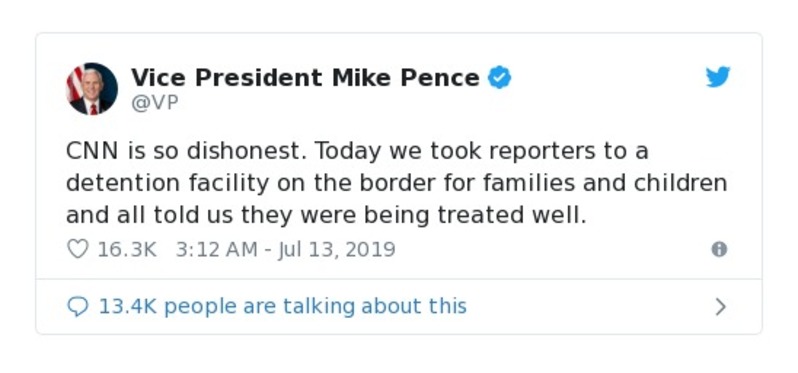 Vice President Mike Pence
@VP
CNN is so dishonest. Today we took reporters to a
detention facility on the border for families and children
and all told us they were being treated well.
16.3K 3:12 AM - Jul 13, 2019
13.4K people are talking about this